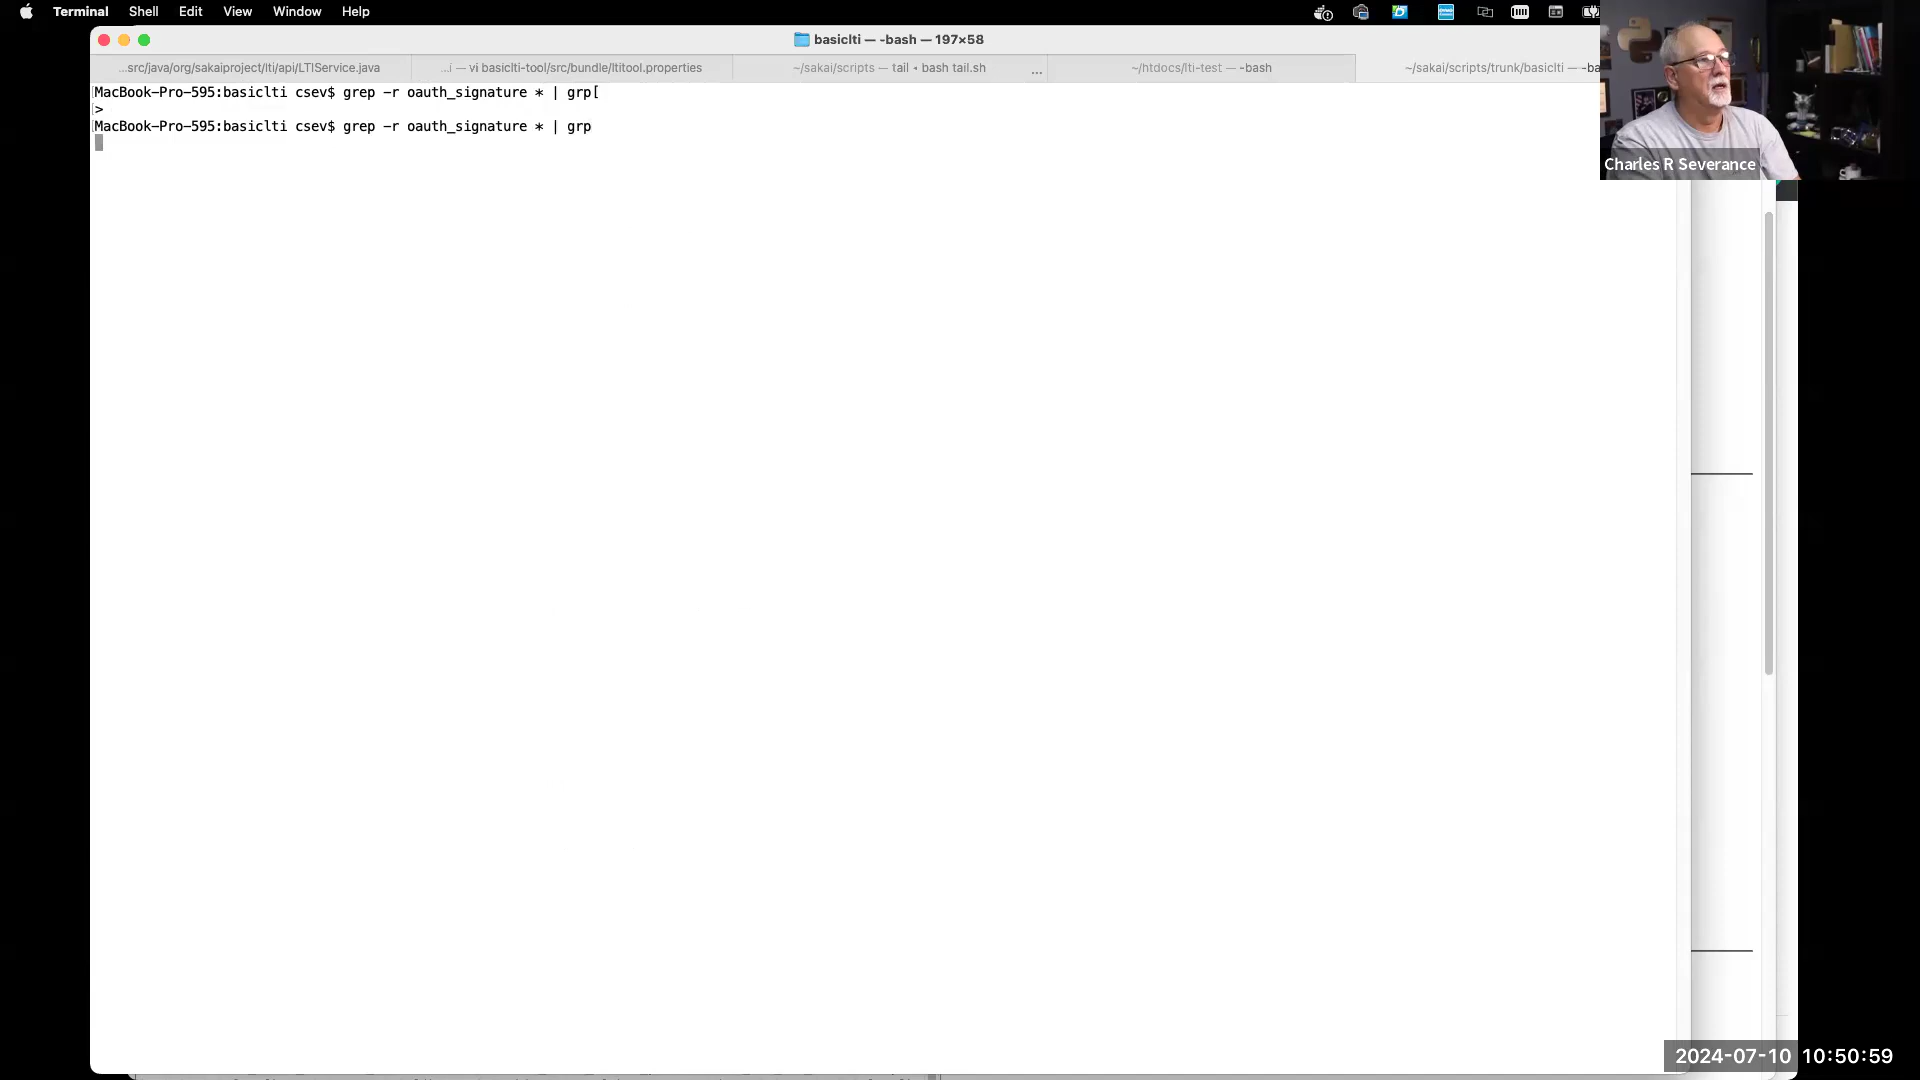 Terminal Shell Edit View Window Help
basiclti — -bash — 197×58
...src/java/org/sakaiproject/lti/api/LTIService.java ...i — vi basiclti-tool/src/bundle/ltitool.properties ~/sakai/scripts — tail ◂ bash tail.sh ... ~/htdocs/lti-test — -bash ~/sakai/scripts/trunk/basiclti — -ba
MacBook-Pro-595:basiclti csev$ grep -r oauth_signature * | grp[
>
MacBook-Pro-595:basiclti csev$ grep -r oauth_signature * | grp
Charles R Severance
2024-07-10 10:50:59